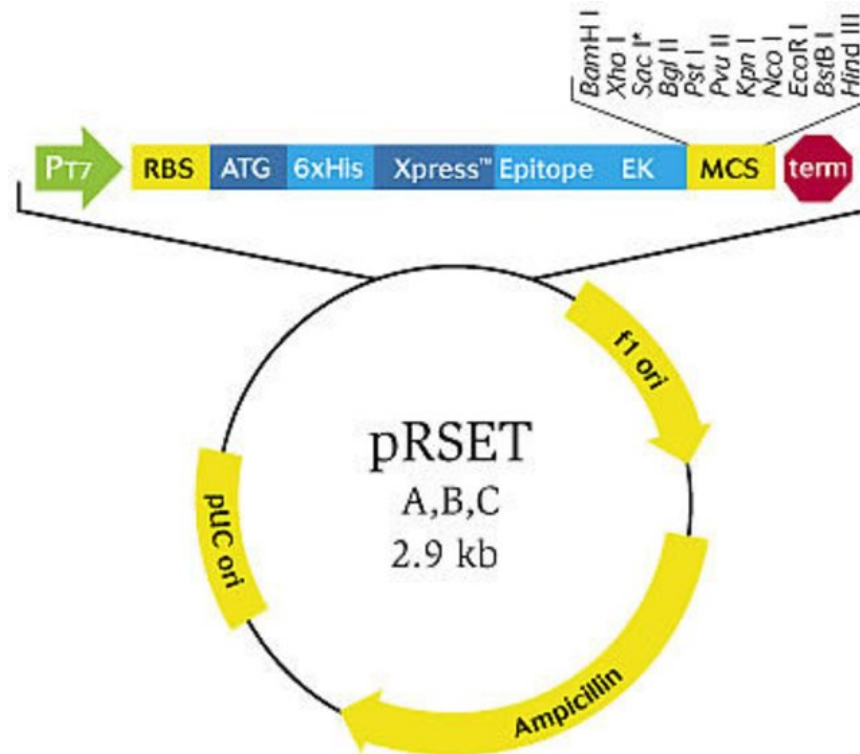 BamH I
Xho I
Sac I*
Bgl II
Pst I
Pvu II
Kpn I
Nco I
EcoR I
BstB I
Hind III
PT7 RBS ATG 6xHis Xpress™ Epitope EK MCS term
f1 ori
pRSET
A,B,C
2.9 kb
pUC ori
Ampicillin